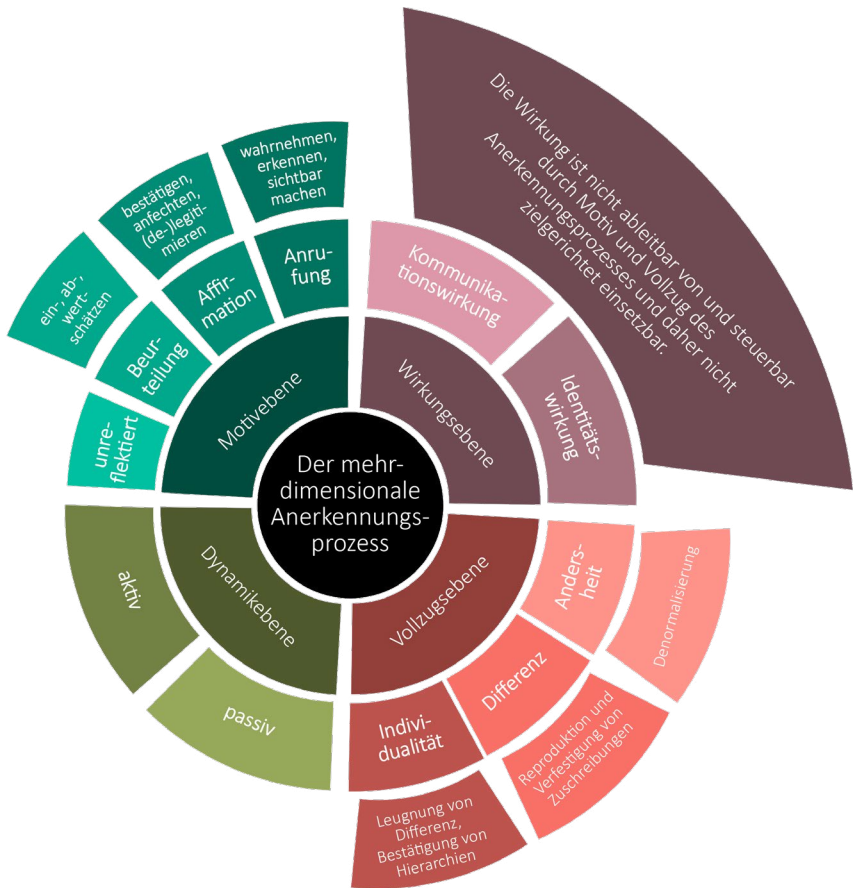 Der mehr-
dimensionale
Anerkennungs-
prozess
Motivebene
unre-
flektiert
Beur-
teilung
ein-, ab-,
wert-
schätzen
Affir-
mation
bestätigen,
anfechten,
(de-)legiti-
mieren
Anru-
fung
wahrnehmen,
erkennen,
sichtbar
machen
Wirkungsebene
Kommunika-
tionswirkung
Identitäts-
wirkung
Die Wirkung ist nicht ableitbar von und steuerbar
durch Motiv und Vollzug des
Anerkennungsprozesses und daher nicht
zielgerichtet einsetzbar.
Vollzugsebene
Anders-
heit
Denormalisierung
Differenz
Reproduktion und
Verfestigung von
Zuschreibungen
Indivi-
dualität
Leugnung von
Differenz,
Bestätigung von
Hierarchien
Dynamikebene
passiv
aktiv